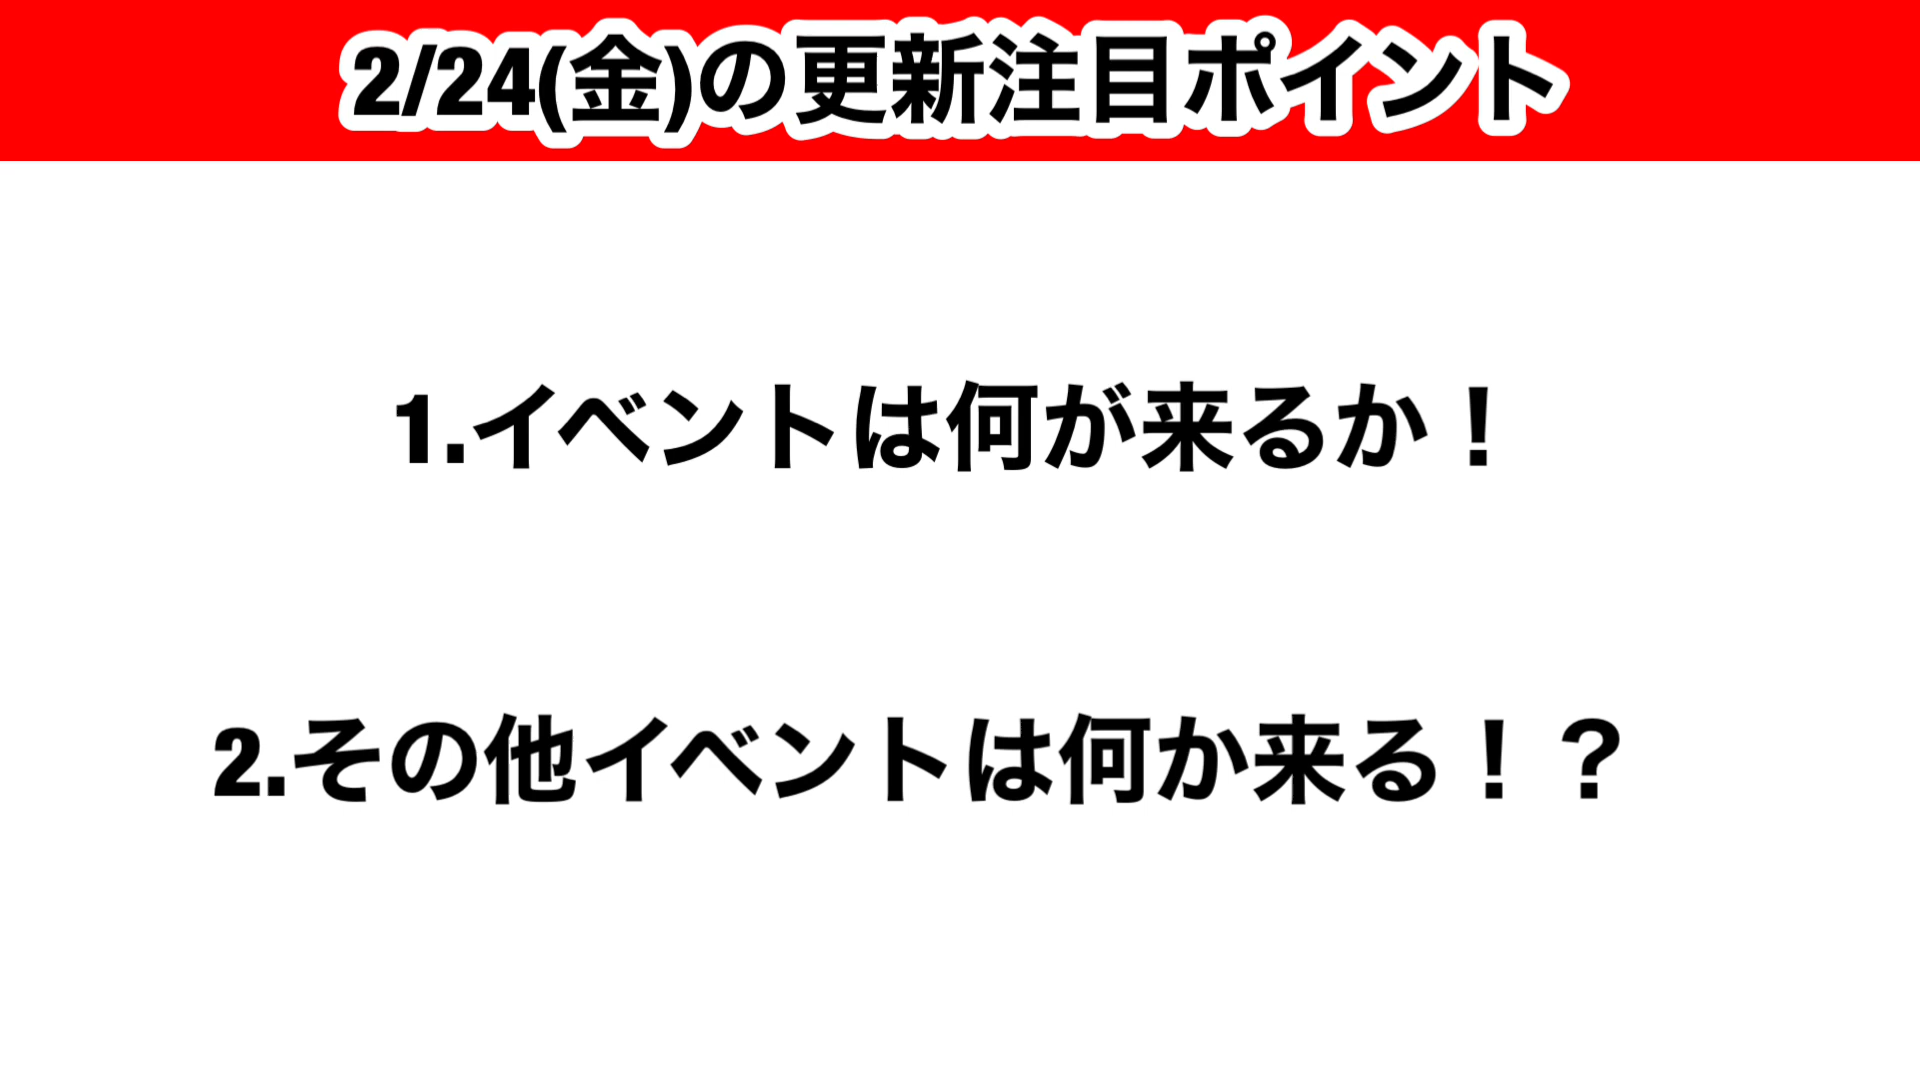 2/24(金)の更新注目ポイント
1.イベントは何が来るか！
2.その他イベントは何か来る！？